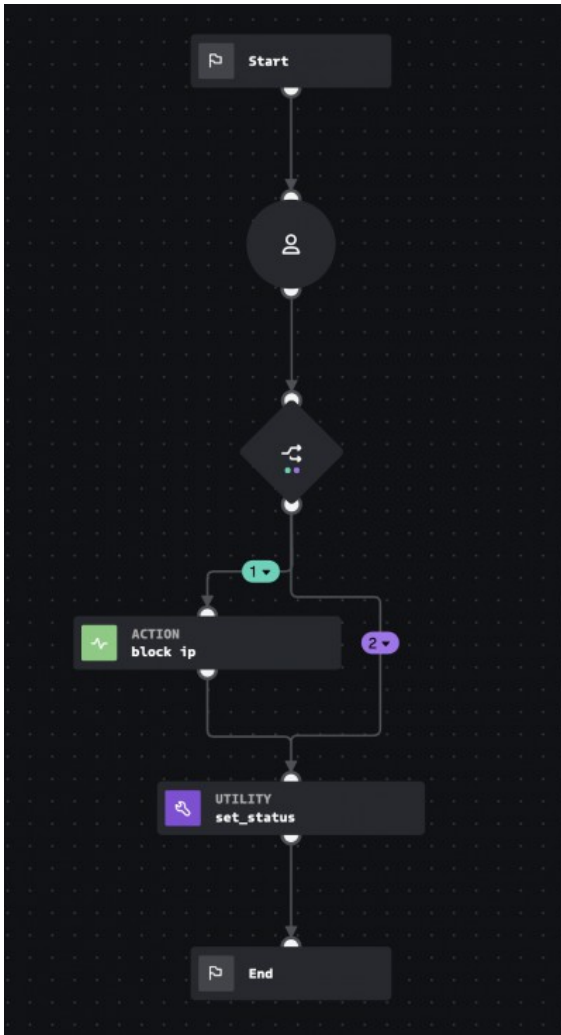 Start
1
ACTION
block ip
2
UTILITY
set_status
End